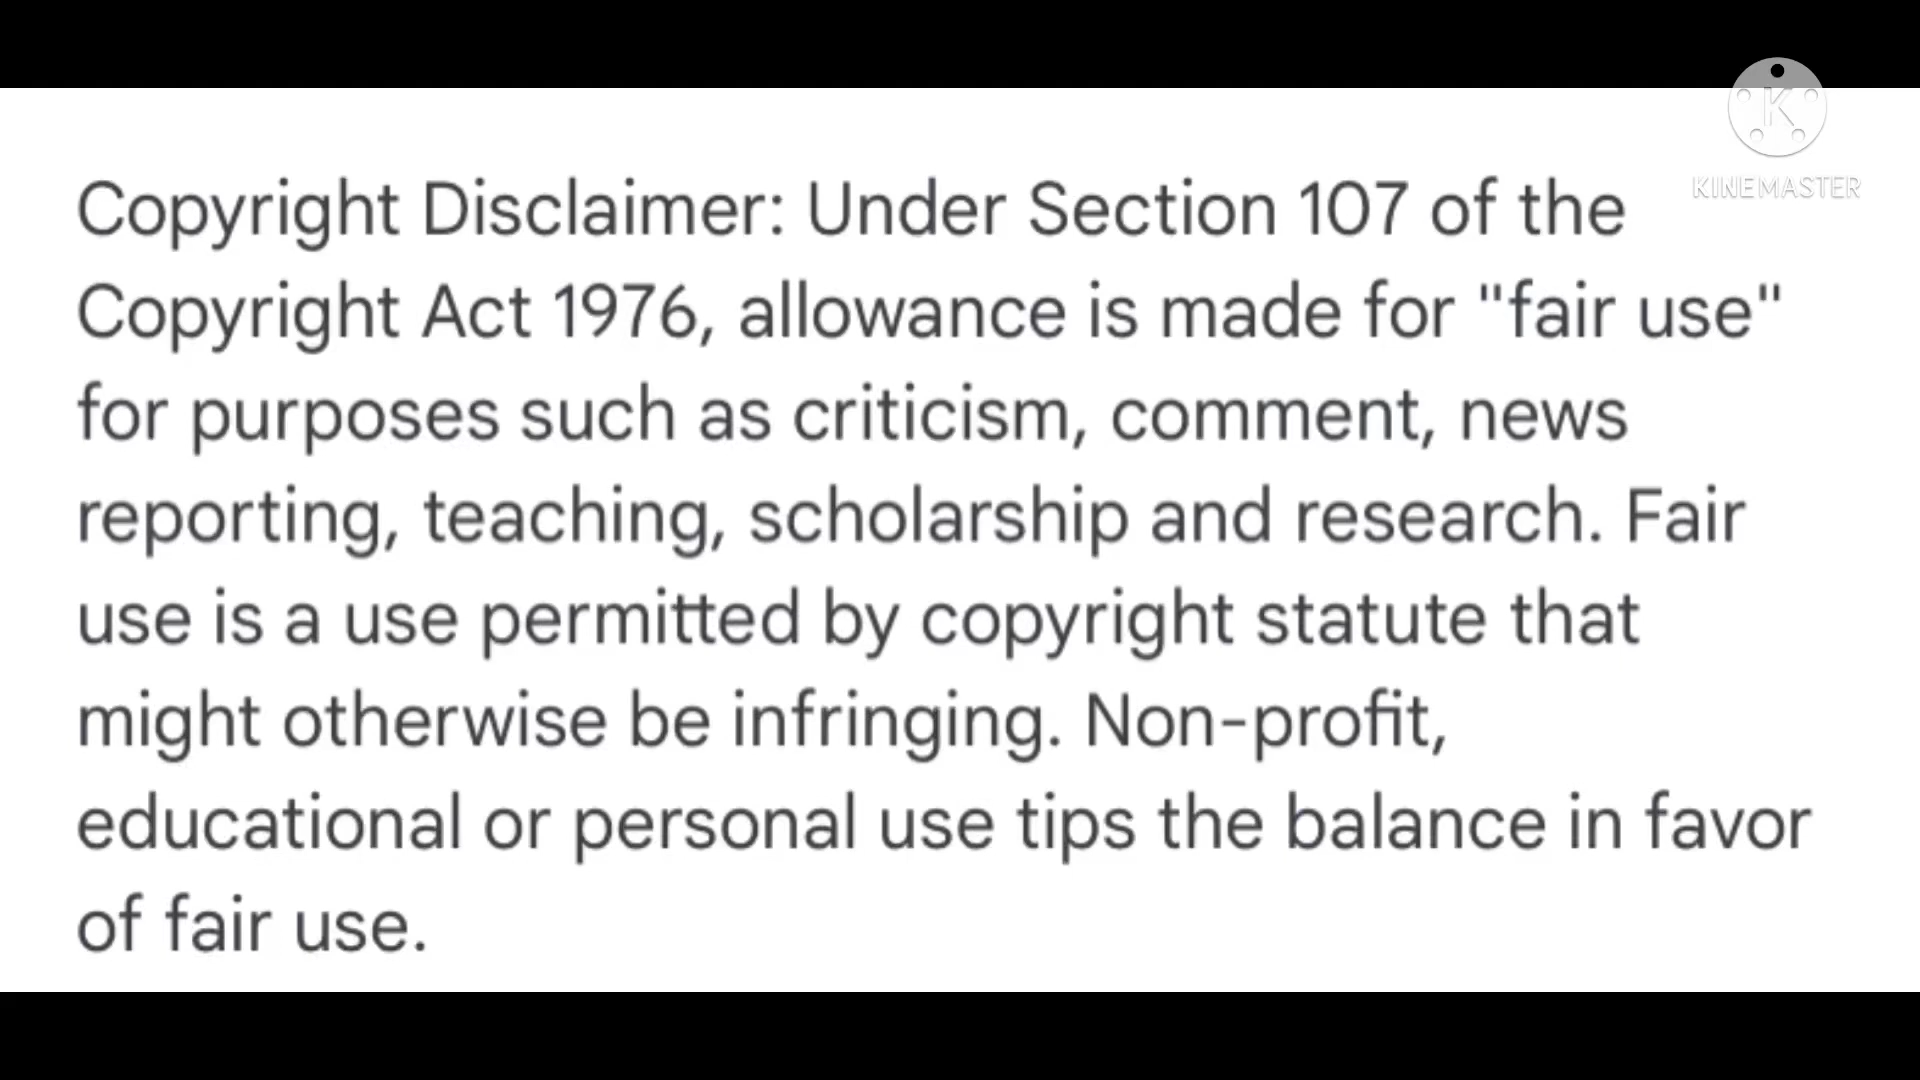 K
KINEMASTER
Copyright Disclaimer: Under Section 107 of the
Copyright Act 1976, allowance is made for "fair use"
for purposes such as criticism, comment, news
reporting, teaching, scholarship and research. Fair
use is a use permitted by copyright statute that
might otherwise be infringing. Non-profit,
educational or personal use tips the balance in favor
of fair use.